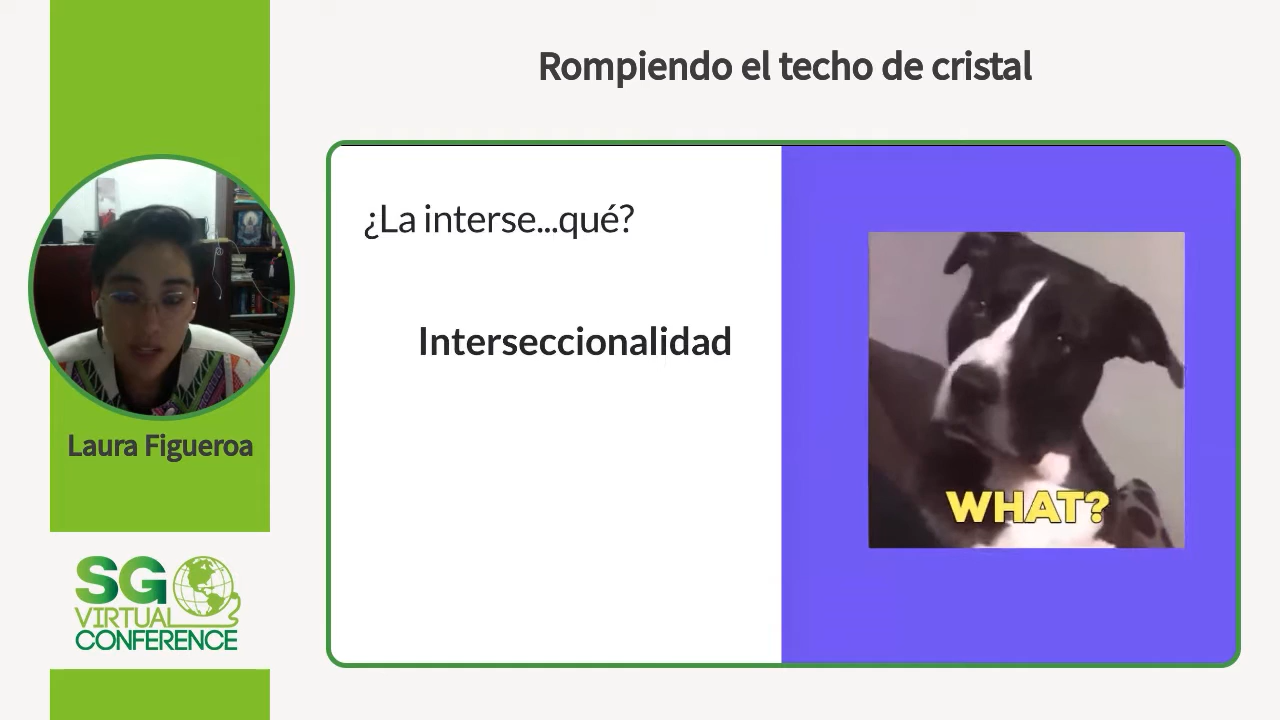 Rompiendo el techo de cristal
¿La interse...qué?
Interseccionalidad
WHAT?
Laura Figueroa
SG
VIRTUAL
CONFERENCE